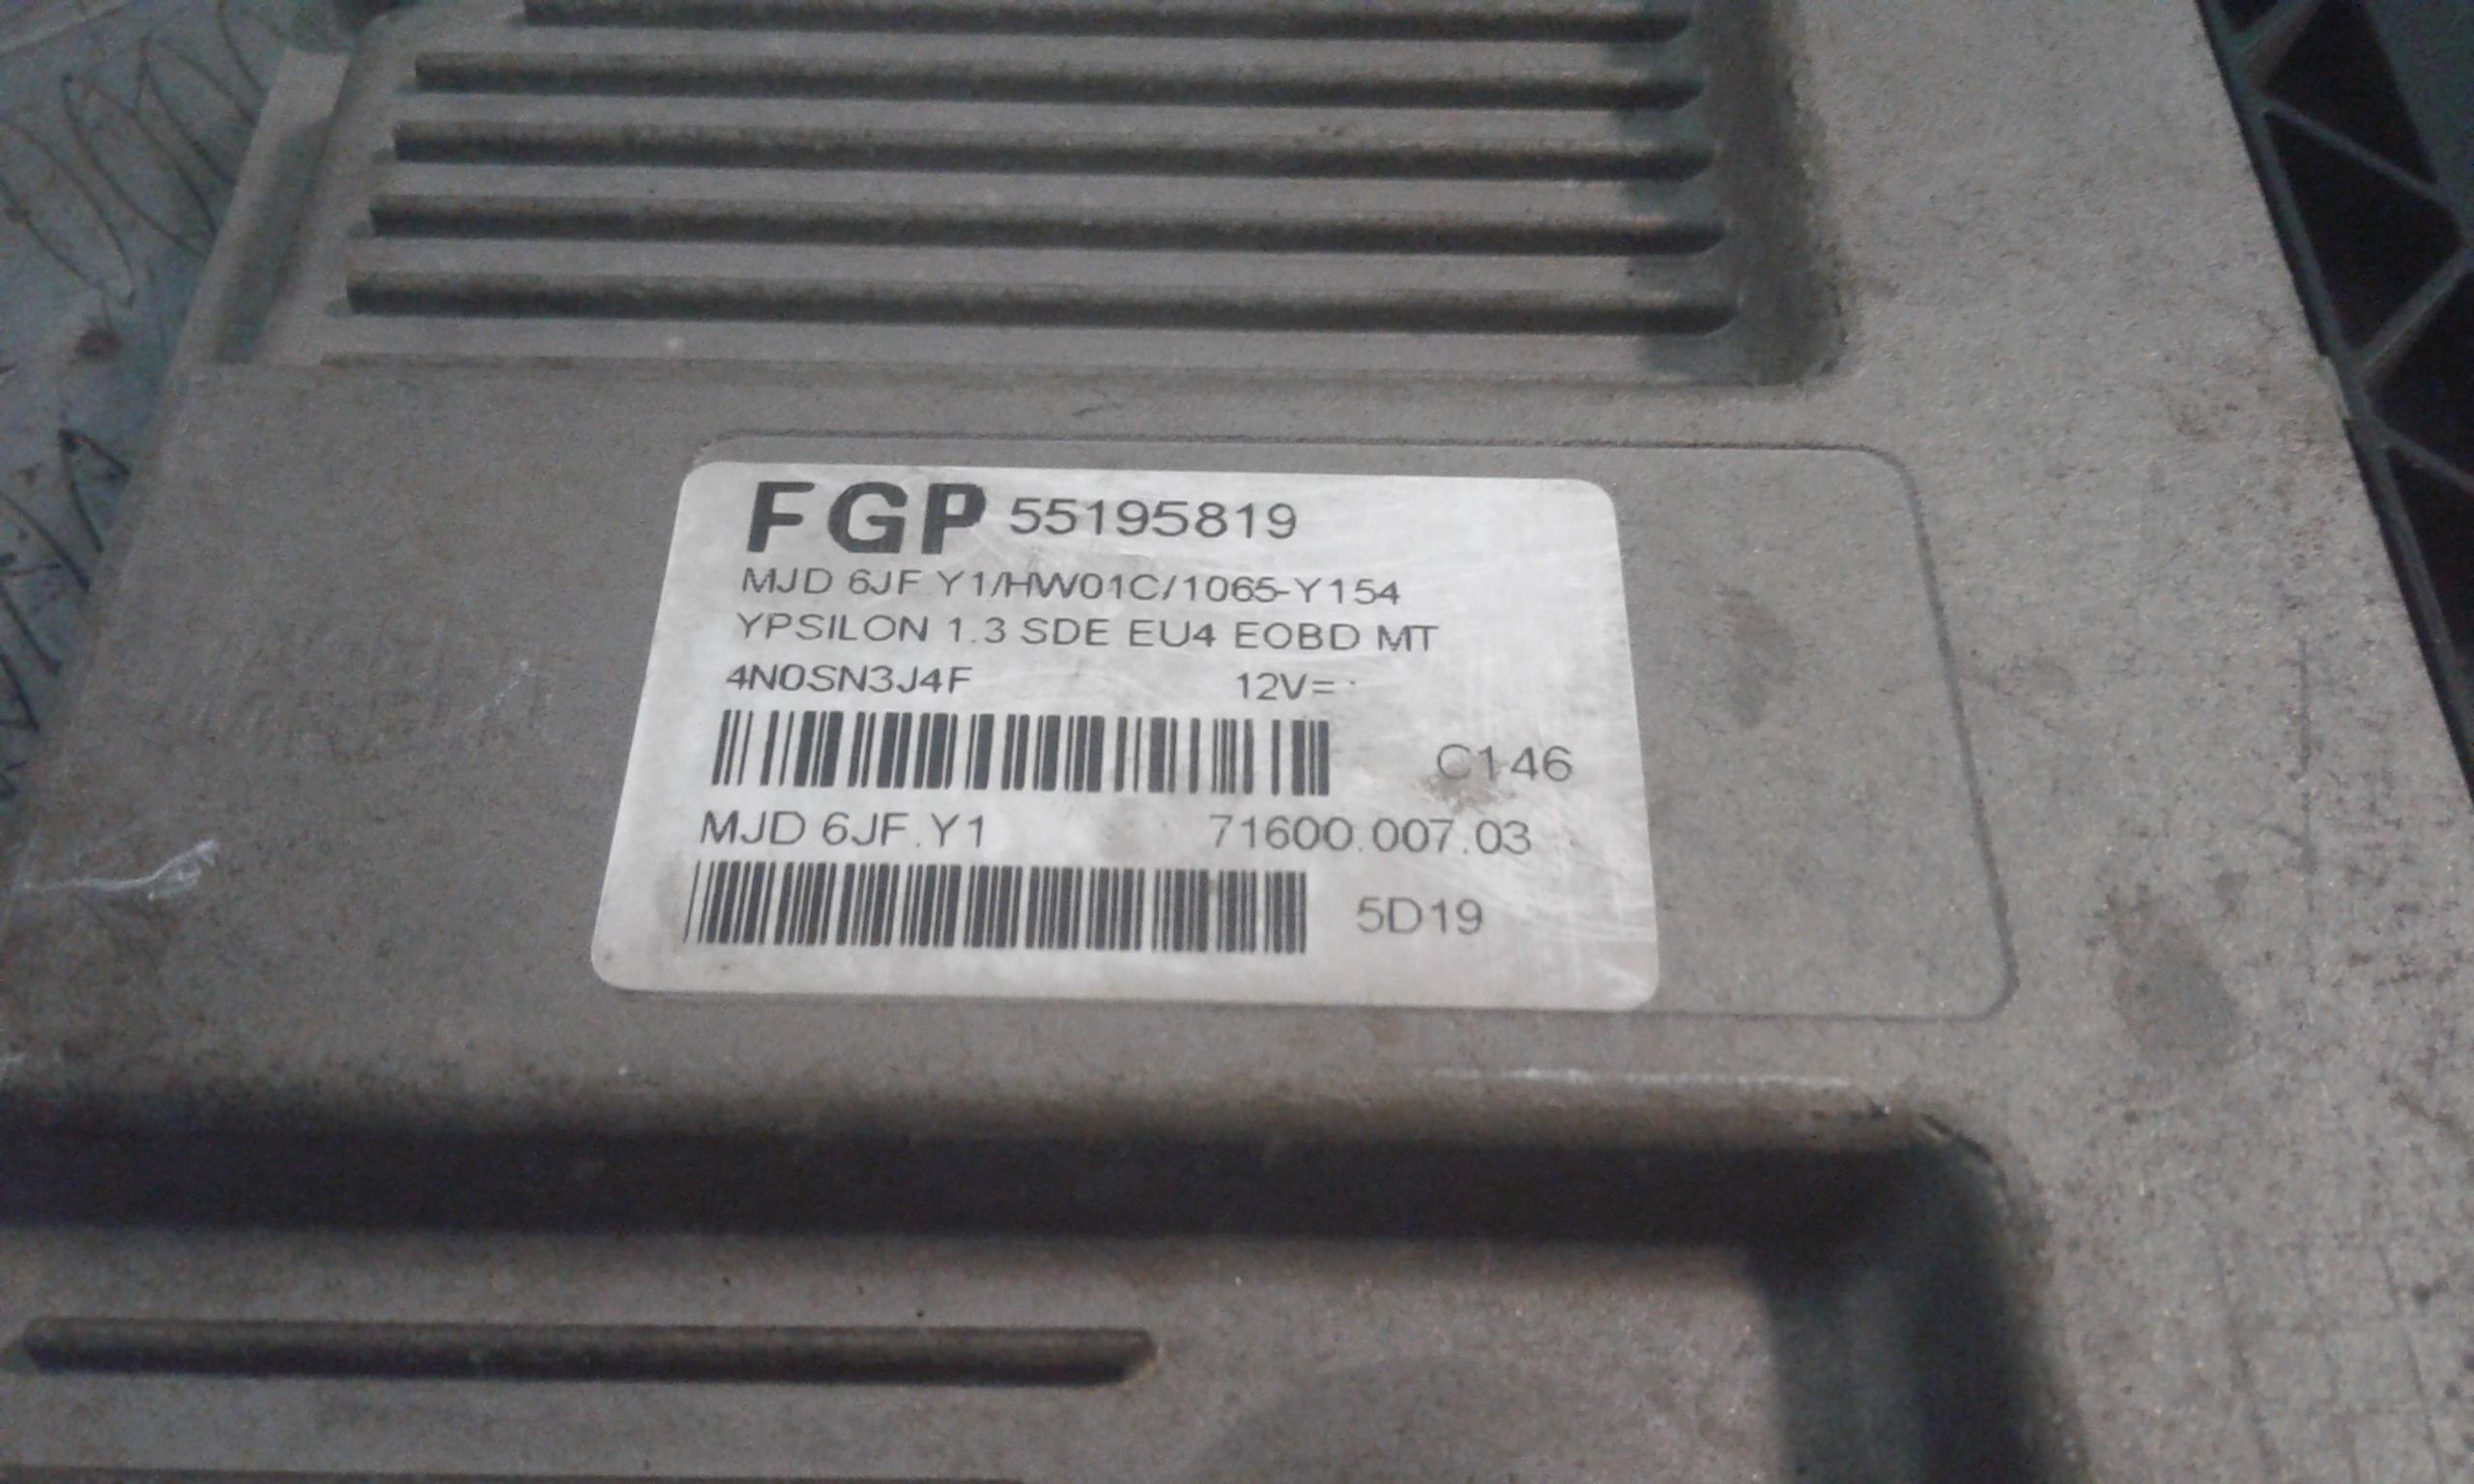 FGP 55195819
MJD 6JF Y1/HW01C/1065-Y154
YPSILON 1.3 SDE EU4 EOBD MT
4N0SN3J4F 12V=
C146
MJD 6JF.Y1 71600.007.03
5D19